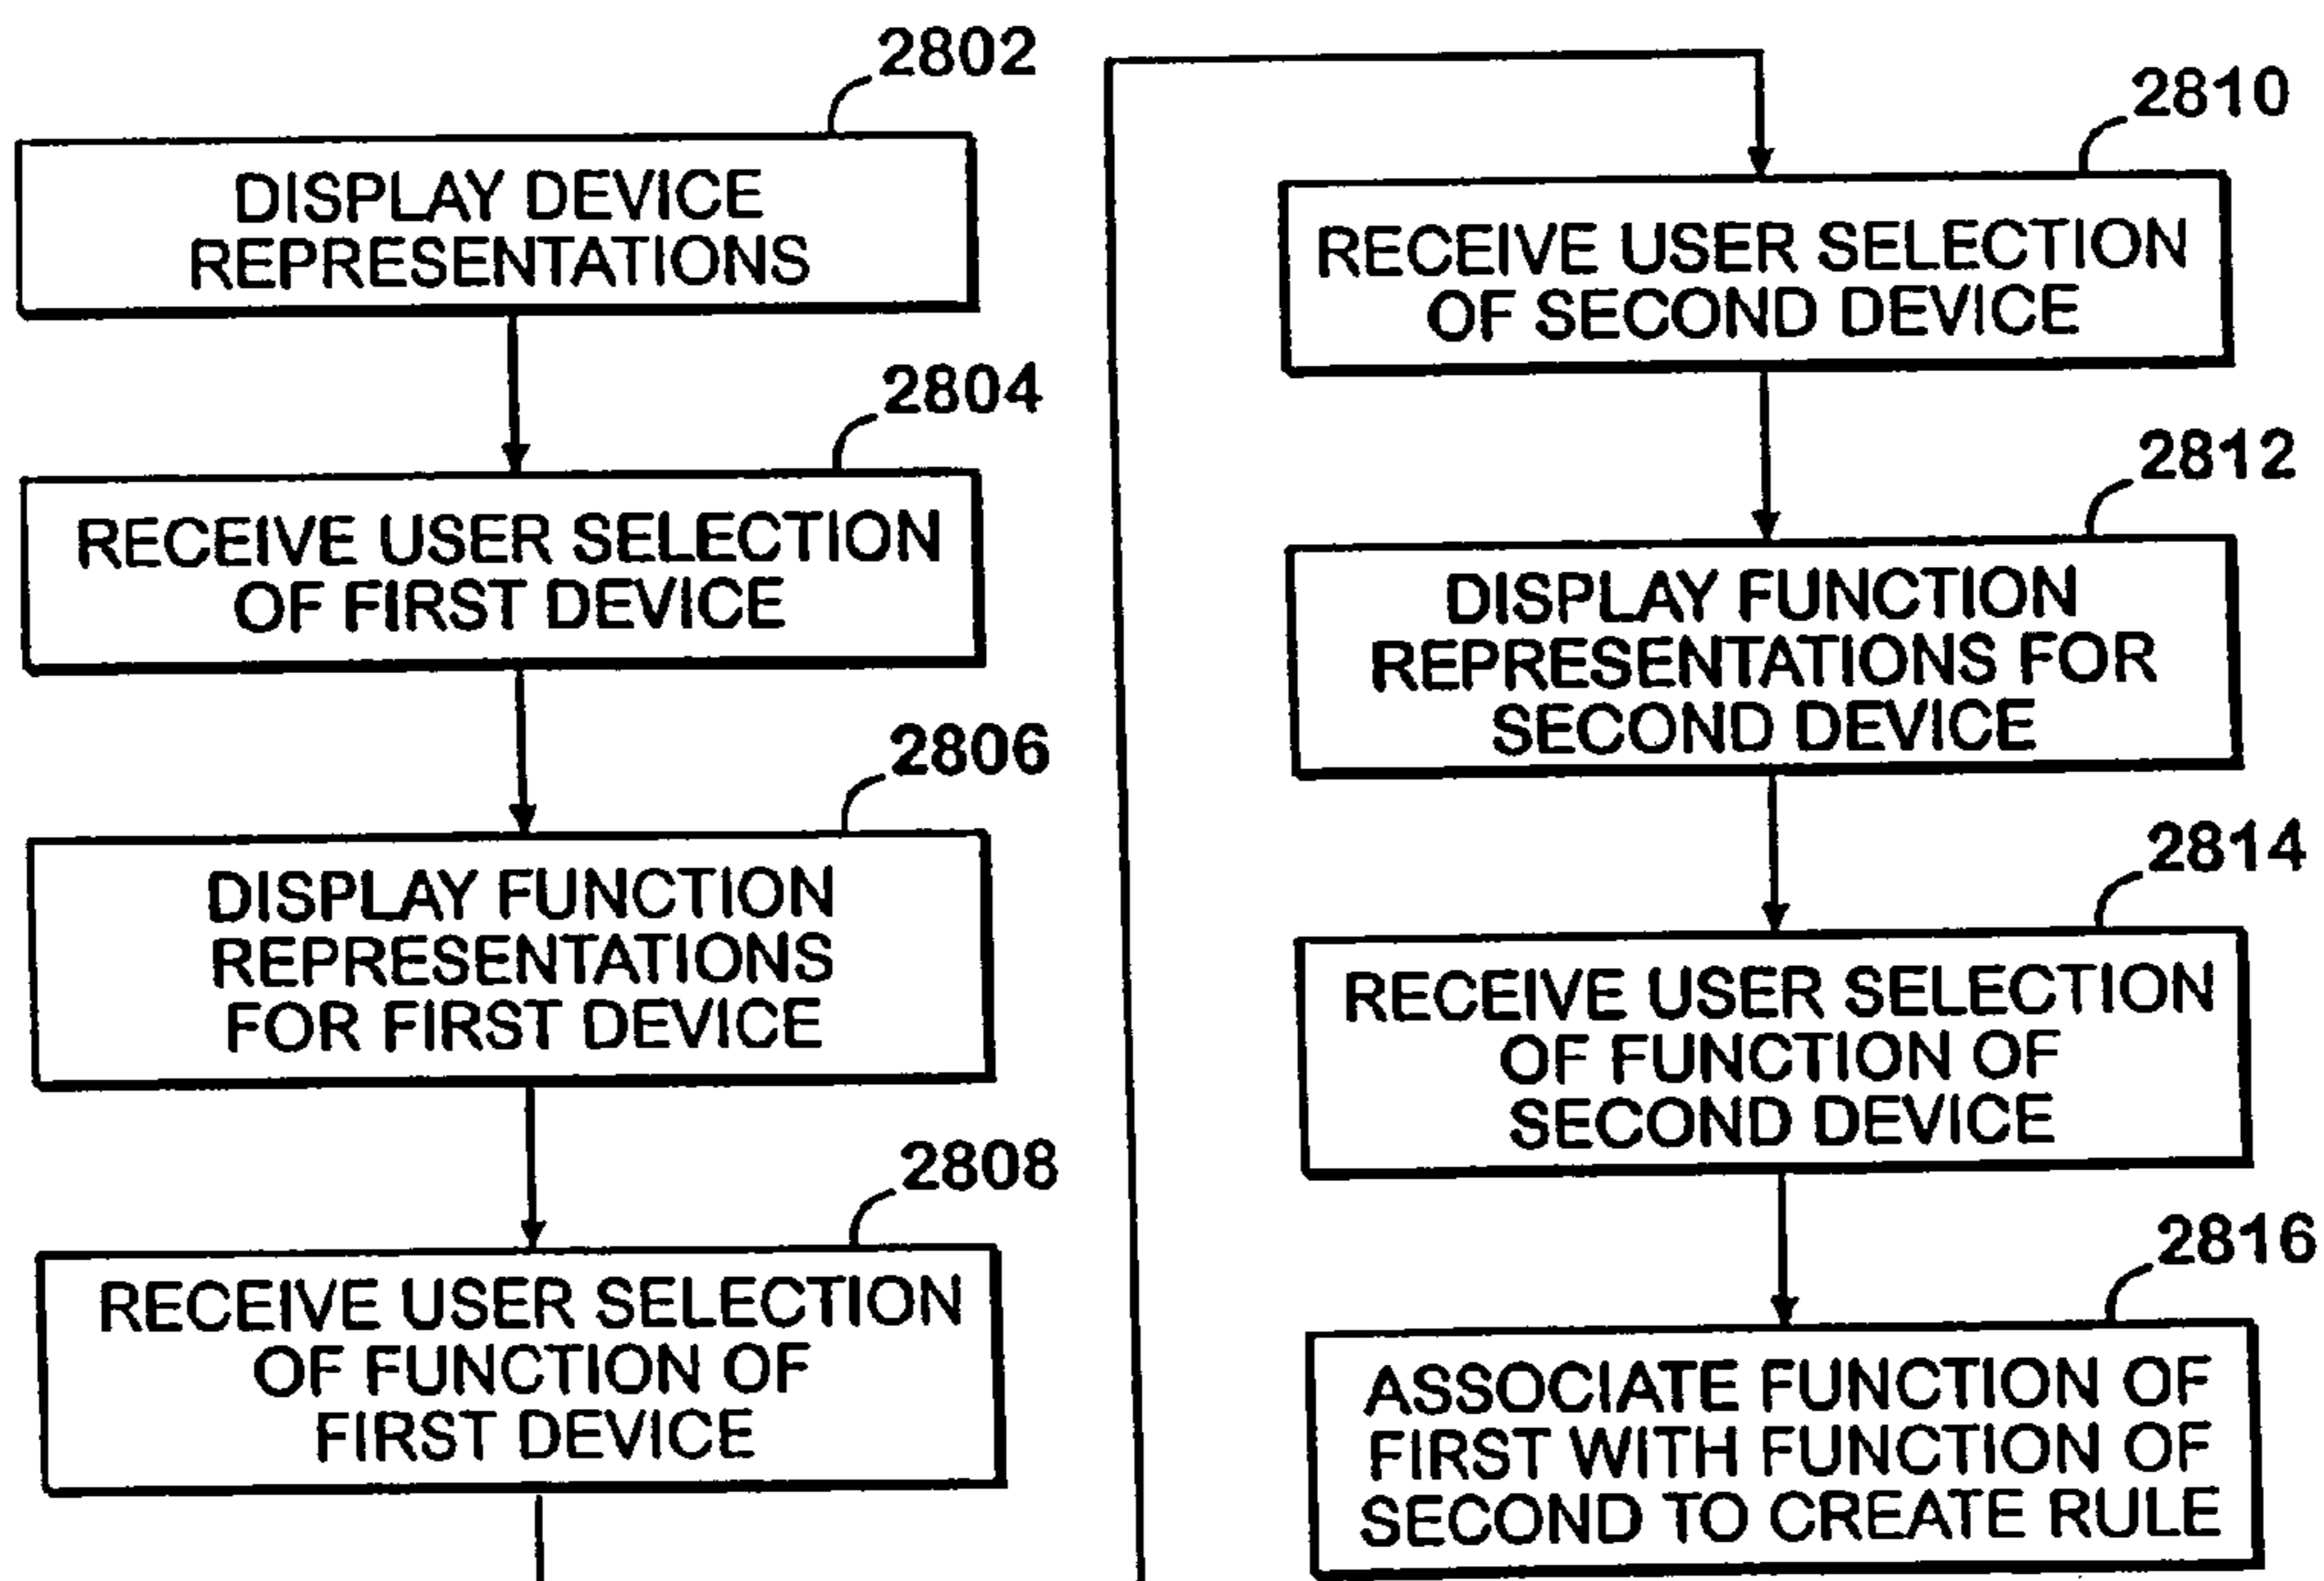 2802
DISPLAY DEVICE
REPRESENTATIONS
2804
RECEIVE USER SELECTION
OF FIRST DEVICE
2806
DISPLAY FUNCTION
REPRESENTATIONS
FOR FIRST DEVICE
2808
RECEIVE USER SELECTION
OF FUNCTION OF
FIRST DEVICE
2810
RECEIVE USER SELECTION
OF SECOND DEVICE
2812
DISPLAY FUNCTION
REPRESENTATIONS FOR
SECOND DEVICE
2814
RECEIVE USER SELECTION
OF FUNCTION OF
SECOND DEVICE
2816
ASSOCIATE FUNCTION OF
FIRST WITH FUNCTION OF
SECOND TO CREATE RULE